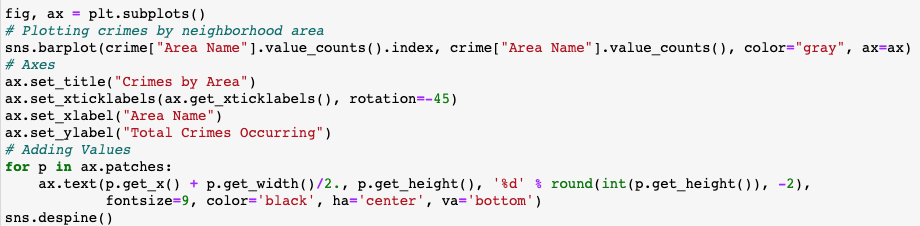 fig, ax = plt.subplots()
# Plotting crimes by neighborhood area
sns.barplot(crime["Area Name"].value_counts().index, crime["Area Name"].value_counts(), color="gray", ax=ax)
# Axes
ax.set_title("Crimes by Area")
ax.set_xticklabels(ax.get_xticklabels(), rotation=-45)
ax.set_xlabel("Area Name")
ax.set_ylabel("Total Crimes Occurring")
# Adding Values
for p in ax.patches:
    ax.text(p.get_x() + p.get_width()/2., p.get_height(), '%d' % round(int(p.get_height()), -2),
            fontsize=9, color='black', ha='center', va='bottom')
sns.despine()